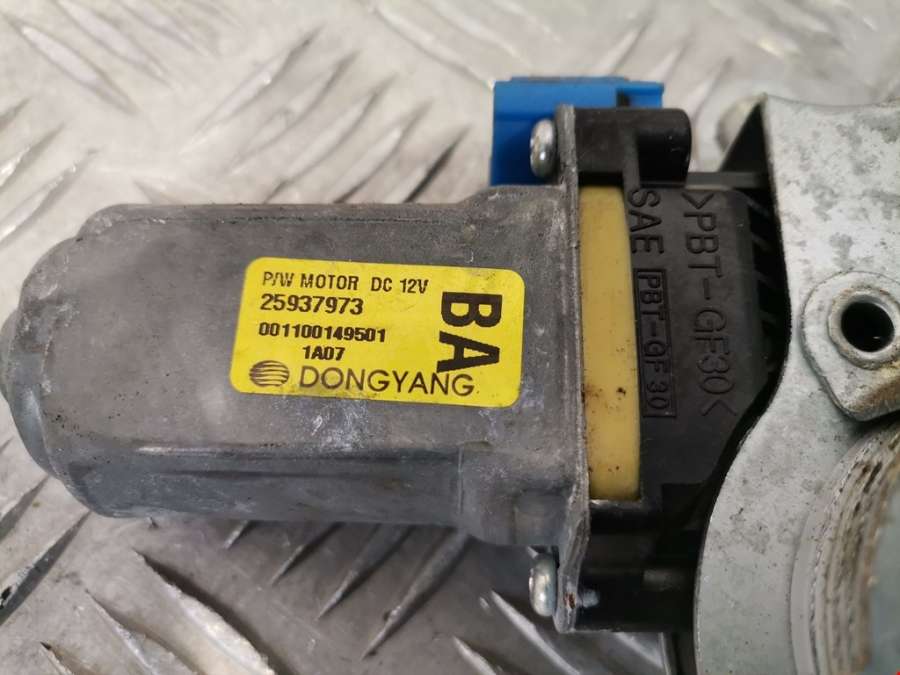 P/W MOTOR DC 12V
25937973
001100149501
1A07
DONGYANG
BA
SAE PBT-GF30
>PBT-GF30<